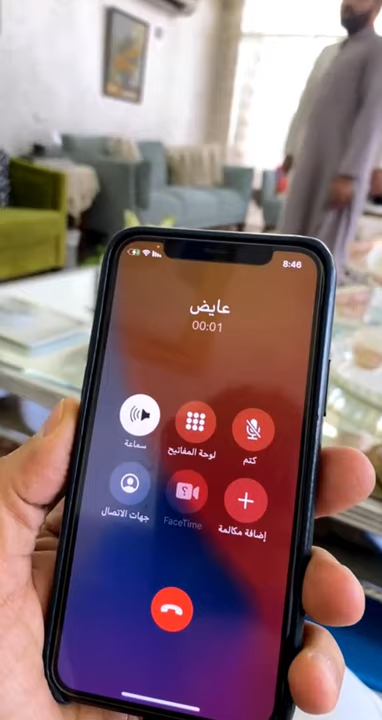 8:46
عايض
00:01
كتم
لوحة المفاتيح
سماعة
إضافة مكالمة
FaceTime
جهات الاتصال